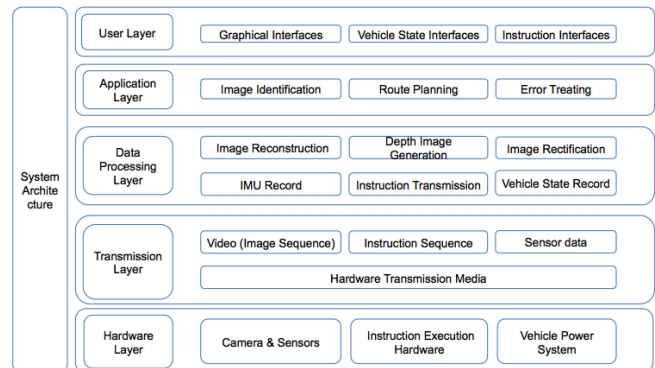 System
Archite
cture
User Layer
Graphical Interfaces
Vehicle State Interfaces
Instruction Interfaces
Application
Layer
Image Identification
Route Planning
Error Treating
Data
Processing
Layer
Image Reconstruction
Depth Image
Generation
Image Rectification
IMU Record
Instruction Transmission
Vehicle State Record
Transmission
Layer
Video (Image Sequence)
Instruction Sequence
Sensor data
Hardware Transmission Media
Hardware
Layer
Camera & Sensors
Instruction Execution
Hardware
Vehicle Power
System